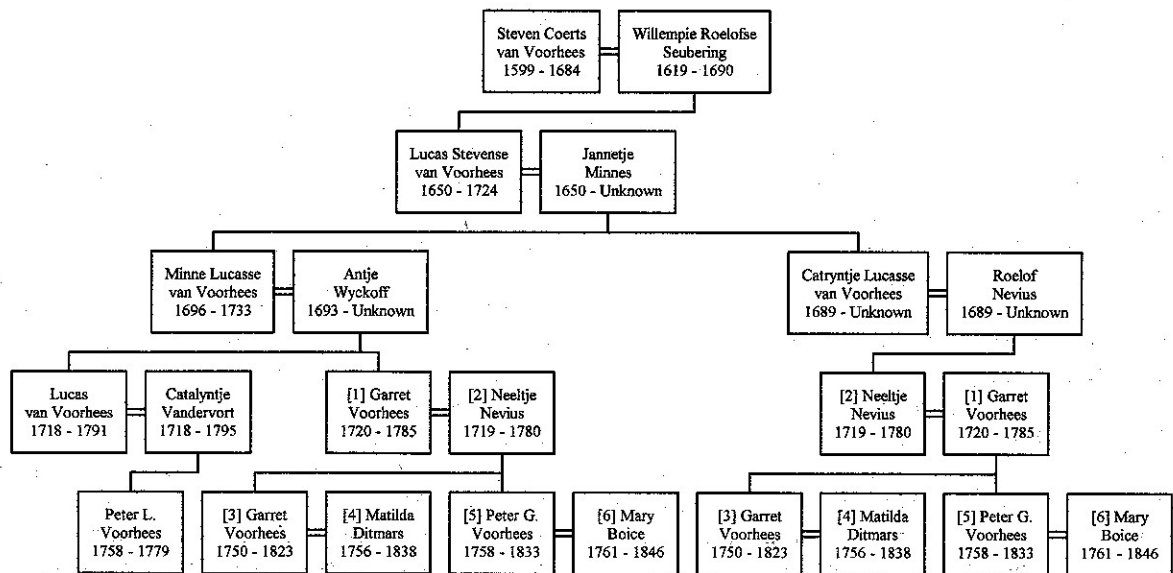 Steven Coerts
van Voorhees
1599 - 1684
Willempie Roelofse
Seubering
1619 - 1690
Lucas Stevense
van Voorhees
1650 - 1724
Jannetje
Minnes
1650 - Unknown
Minne Lucasse
van Voorhees
1696 - 1733
Antje
Wyckoff
1693 - Unknown
Catryntje Lucasse
van Voorhees
1689 - Unknown
Roelof
Nevius
1689 - Unknown
Lucas
van Voorhees
1718 - 1791
Catalyntje
Vandervort
1718 - 1795
[1] Garret
Voorhees
1720 - 1785
[2] Neeltje
Nevius
1719 - 1780
[2] Neeltje
Nevius
1719 - 1780
[1] Garret
Voorhees
1720 - 1785
Peter L.
Voorhees
1758 - 1779
[3] Garret
Voorhees
1750 - 1823
[4] Matilda
Ditmars
1756 - 1838
[5] Peter G.
Voorhees
1758 - 1833
[6] Mary
Boice
1761 - 1846
[3] Garret
Voorhees
1750 - 1823
[4] Matilda
Ditmars
1756 - 1838
[5] Peter G.
Voorhees
1758 - 1833
[6] Mary
Boice
1761 - 1846